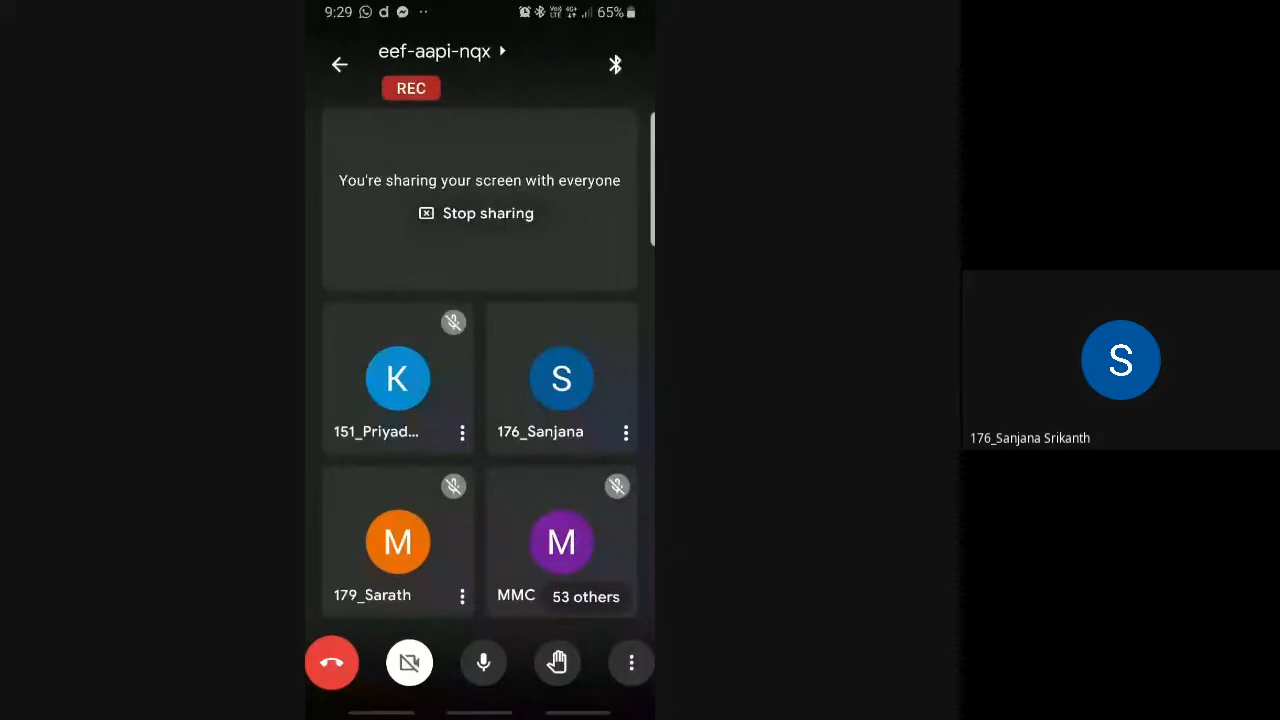 9:29 d 65%
eef-aapi-nqx
REC
You're sharing your screen with everyone
Stop sharing
K
S
151_Priyad...
176_Sanjana
M
M
179_Sarath
MMC
53 others
S
176_Sanjana Srikanth